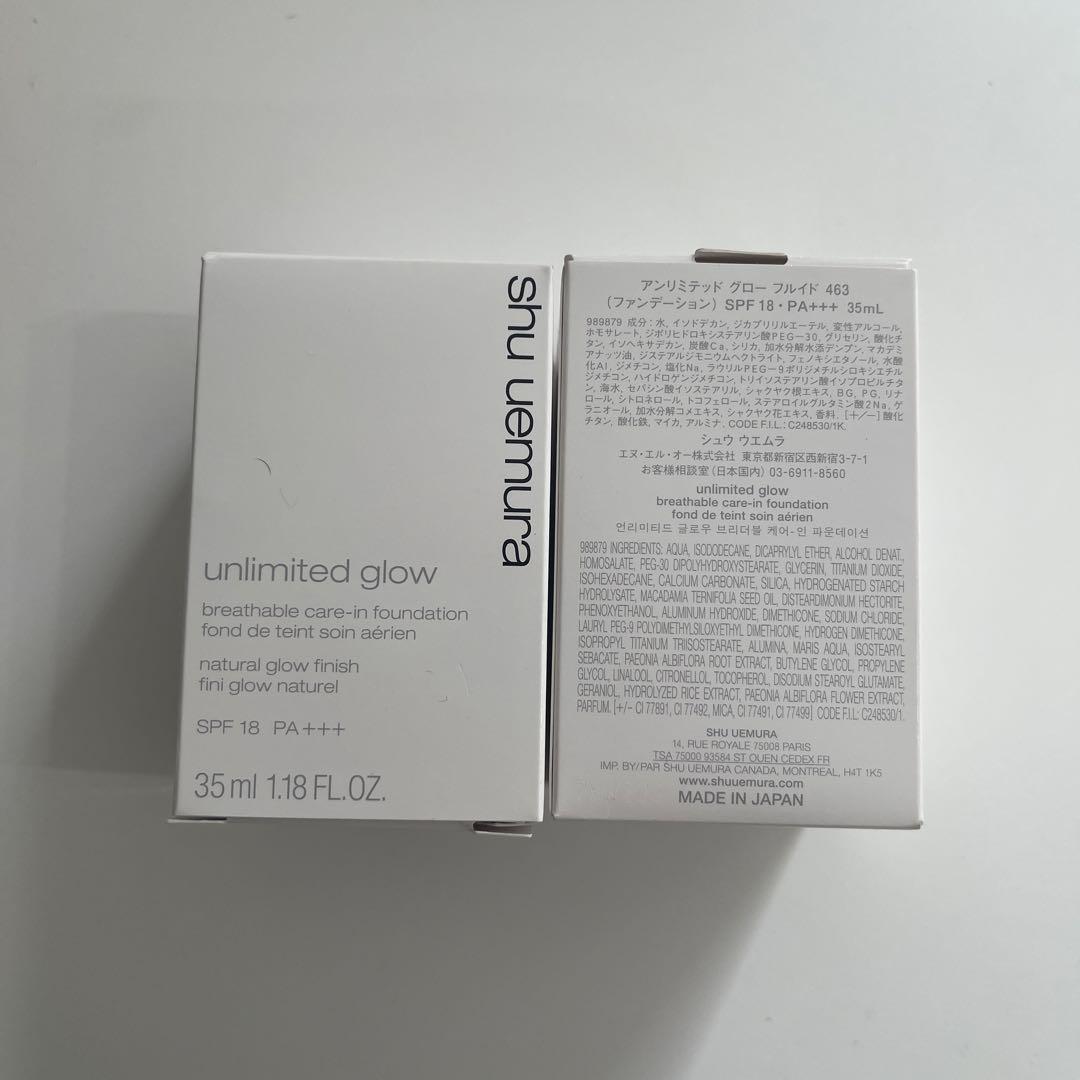 shu uemura
unlimited glow
breathable care-in foundation
fond de teint soin aérien
natural glow finish
fini glow naturel
SPF 18 PA+++
35 ml 1.18 FL.OZ.
アンリミテッド グロー フルイド 463
(ファンデーション) SPF 18・PA+++ 35mL
989879 成分：水, イソドデカン, ジカプリリルエーテル, 変性アルコール,
ホモサレート, ジポリヒドロキシステアリン酸PEG－30, グリセリン, 酸化チ
タン, イソヘキサデカン, 炭酸Ca, シリカ, 加水分解水添デンプン, マカデミ
アナッツ油, ジステアルジモニウムヘクトライト, フェノキシエタノール, 水酸
化Al, ジメチコン, 塩化Na, ラウリルPEG－9ポリジメチルシロキシエチル
ジメチコン, ハイドロゲンジメチコン, トリイソステアリン酸イソプロピルチタ
ン, 海水, セバシン酸イソステアリル, シャクヤク根エキス, BG, PG, リナ
ロール, シトロネロール, トコフェロール, ステアロイルグルタミン酸2Na, ゲ
ラニオール, 加水分解コメエキス, シャクヤク花エキス, 香料. [＋/－] 酸化
チタン, 酸化鉄, マイカ, アルミナ. CODE F.I.L.: C248530/1K.
シュウ ウエムラ
エヌ・エル・オー株式会社 東京都新宿区西新宿3-7-1
お客様相談室 (日本国内) 03-6911-8560
unlimited glow
breathable care-in foundation
fond de teint soin aérien
언리미티드 글로우 브리더블 케어-인 파운데이션
989879 INGREDIENTS: AQUA, ISODODECANE, DICAPRYLYL ETHER, ALCOHOL DENAT.,
HOMOSALATE, PEG-30 DIPOLYHYDROXYSTEARATE, GLYCERIN, TITANIUM DIOXIDE,
ISOHEXADECANE, CALCIUM CARBONATE, SILICA, HYDROGENATED STARCH
HYDROLYSATE, MACADAMIA TERNIFOLIA SEED OIL, DISTEARDIMONIUM HECTORITE,
PHENOXYETHANOL, ALUMINUM HYDROXIDE, DIMETHICONE, SODIUM CHLORIDE,
LAURYL PEG-9 POLYDIMETHYLSILOXYETHYL DIMETHICONE, HYDROGEN DIMETHICONE,
ISOPROPYL TITANIUM TRIISOSTEARATE, ALUMINA, MARIS AQUA, ISOSTEARYL
SEBACATE, PAEONIA ALBIFLORA ROOT EXTRACT, BUTYLENE GLYCOL, PROPYLENE
GLYCOL, LINALOOL, CITRONELLOL, TOCOPHEROL, DISODIUM STEAROYL GLUTAMATE,
GERANIOL, HYDROLYZED RICE EXTRACT, PAEONIA ALBIFLORA FLOWER EXTRACT,
PARFUM. [+/- CI 77891, CI 77492, MICA, CI 77491, CI 77499] CODE F.I.L: C248530/1.
SHU UEMURA
14, RUE ROYALE 75008 PARIS
TSA 75000 93584 ST OUEN CEDEX FR
IMP. BY/PAR SHU UEMURA CANADA, MONTREAL, H4T 1K5
www.shuuemura.com
MADE IN JAPAN